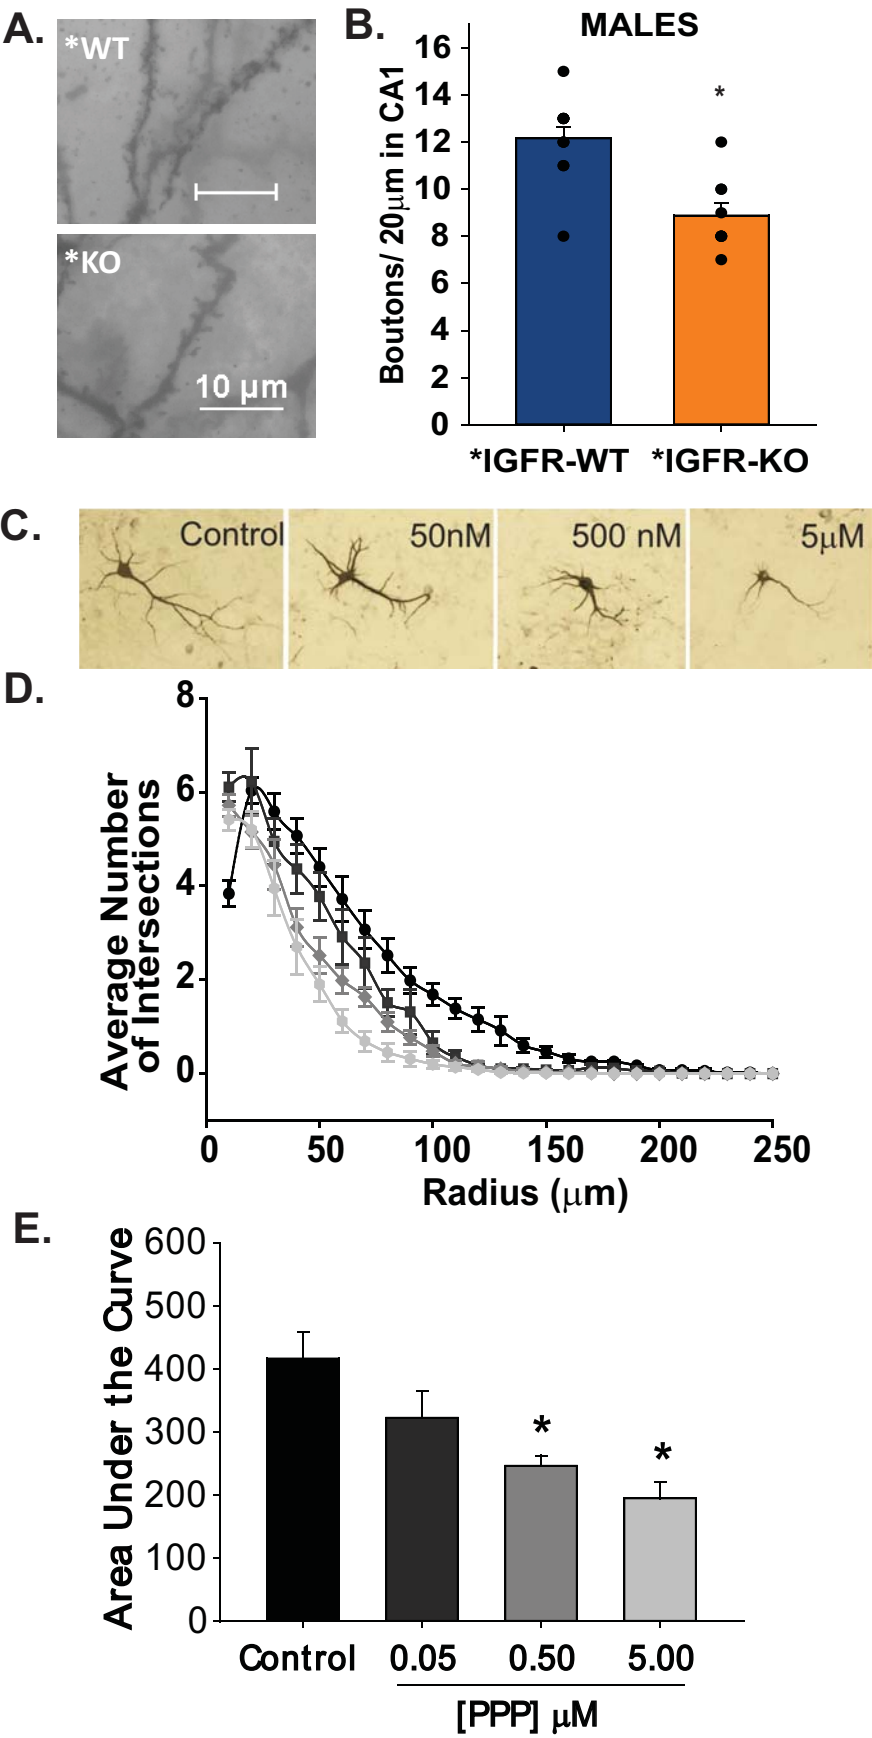 A.
*WT
*KO
10 μm
B.
MALES
Boutons/ 20μm in CA1
16
14
12
10
8
6
4
2
0
*
*IGFR-WT *IGFR-KO
C.
Control
50nM
500 nM
5μM
D.
Average Number
of Intersections
8
6
4
2
0
0 50 100 150 200 250
Radius (μm)
E.
Area Under the Curve
600
500
400
300
200
100
0
*
*
Control 0.05 0.50 5.00
[PPP] μM